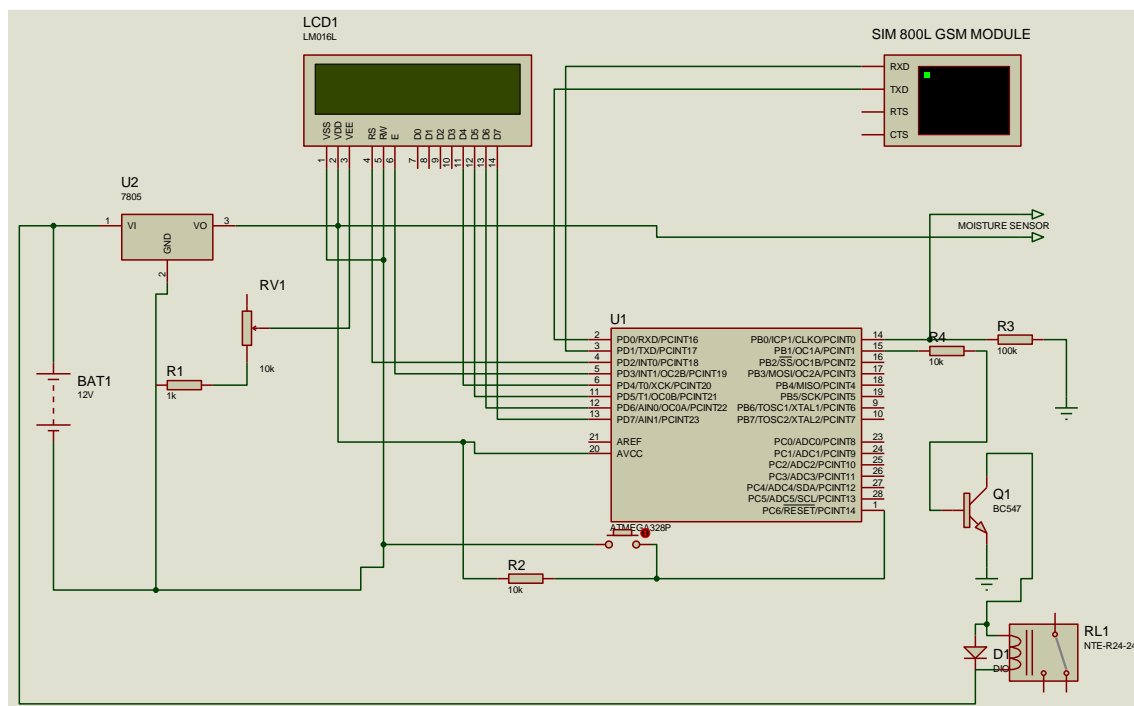 LCD1
LM016L
VSS
VDD
VEE
RS
RW
E
D0
D1
D2
D3
D4
D5
D6
D7
1
2
3
4
5
6
7
8
9
10
11
12
13
14
SIM 800L GSM MODULE
RXD
TXD
RTS
CTS
U2
7805
1
VI
VO
3
GND
2
MOISTURE SENSOR
RV1
10k
BAT1
12V
R1
1k
U1
2
PD0/RXD/PCINT16
3
PD1/TXD/PCINT17
4
PD2/INT0/PCINT18
5
PD3/INT1/OC2B/PCINT19
6
PD4/T0/XCK/PCINT20
11
PD5/T1/OC0B/PCINT21
12
PD6/AIN0/OC0A/PCINT22
13
PD7/AIN1/PCINT23
21
AREF
20
AVCC
PB0/ICP1/CLKO/PCINT0
14
PB1/OC1A/PCINT1
15
PB2/SS/OC1B/PCINT2
16
PB3/MOSI/OC2A/PCINT3
17
PB4/MISO/PCINT4
18
PB5/SCK/PCINT5
19
PB6/TOSC1/XTAL1/PCINT6
9
PB7/TOSC2/XTAL2/PCINT7
10
PC0/ADC0/PCINT8
23
PC1/ADC1/PCINT9
24
PC2/ADC2/PCINT10
25
PC3/ADC3/PCINT11
26
PC4/ADC4/SDA/PCINT12
27
PC5/ADC5/SCL/PCINT13
28
PC6/RESET/PCINT14
1
ATMEGA328P
R4
10k
R3
100k
Q1
BC547
R2
10k
D1
DIO
RL1
NTE-R24-24